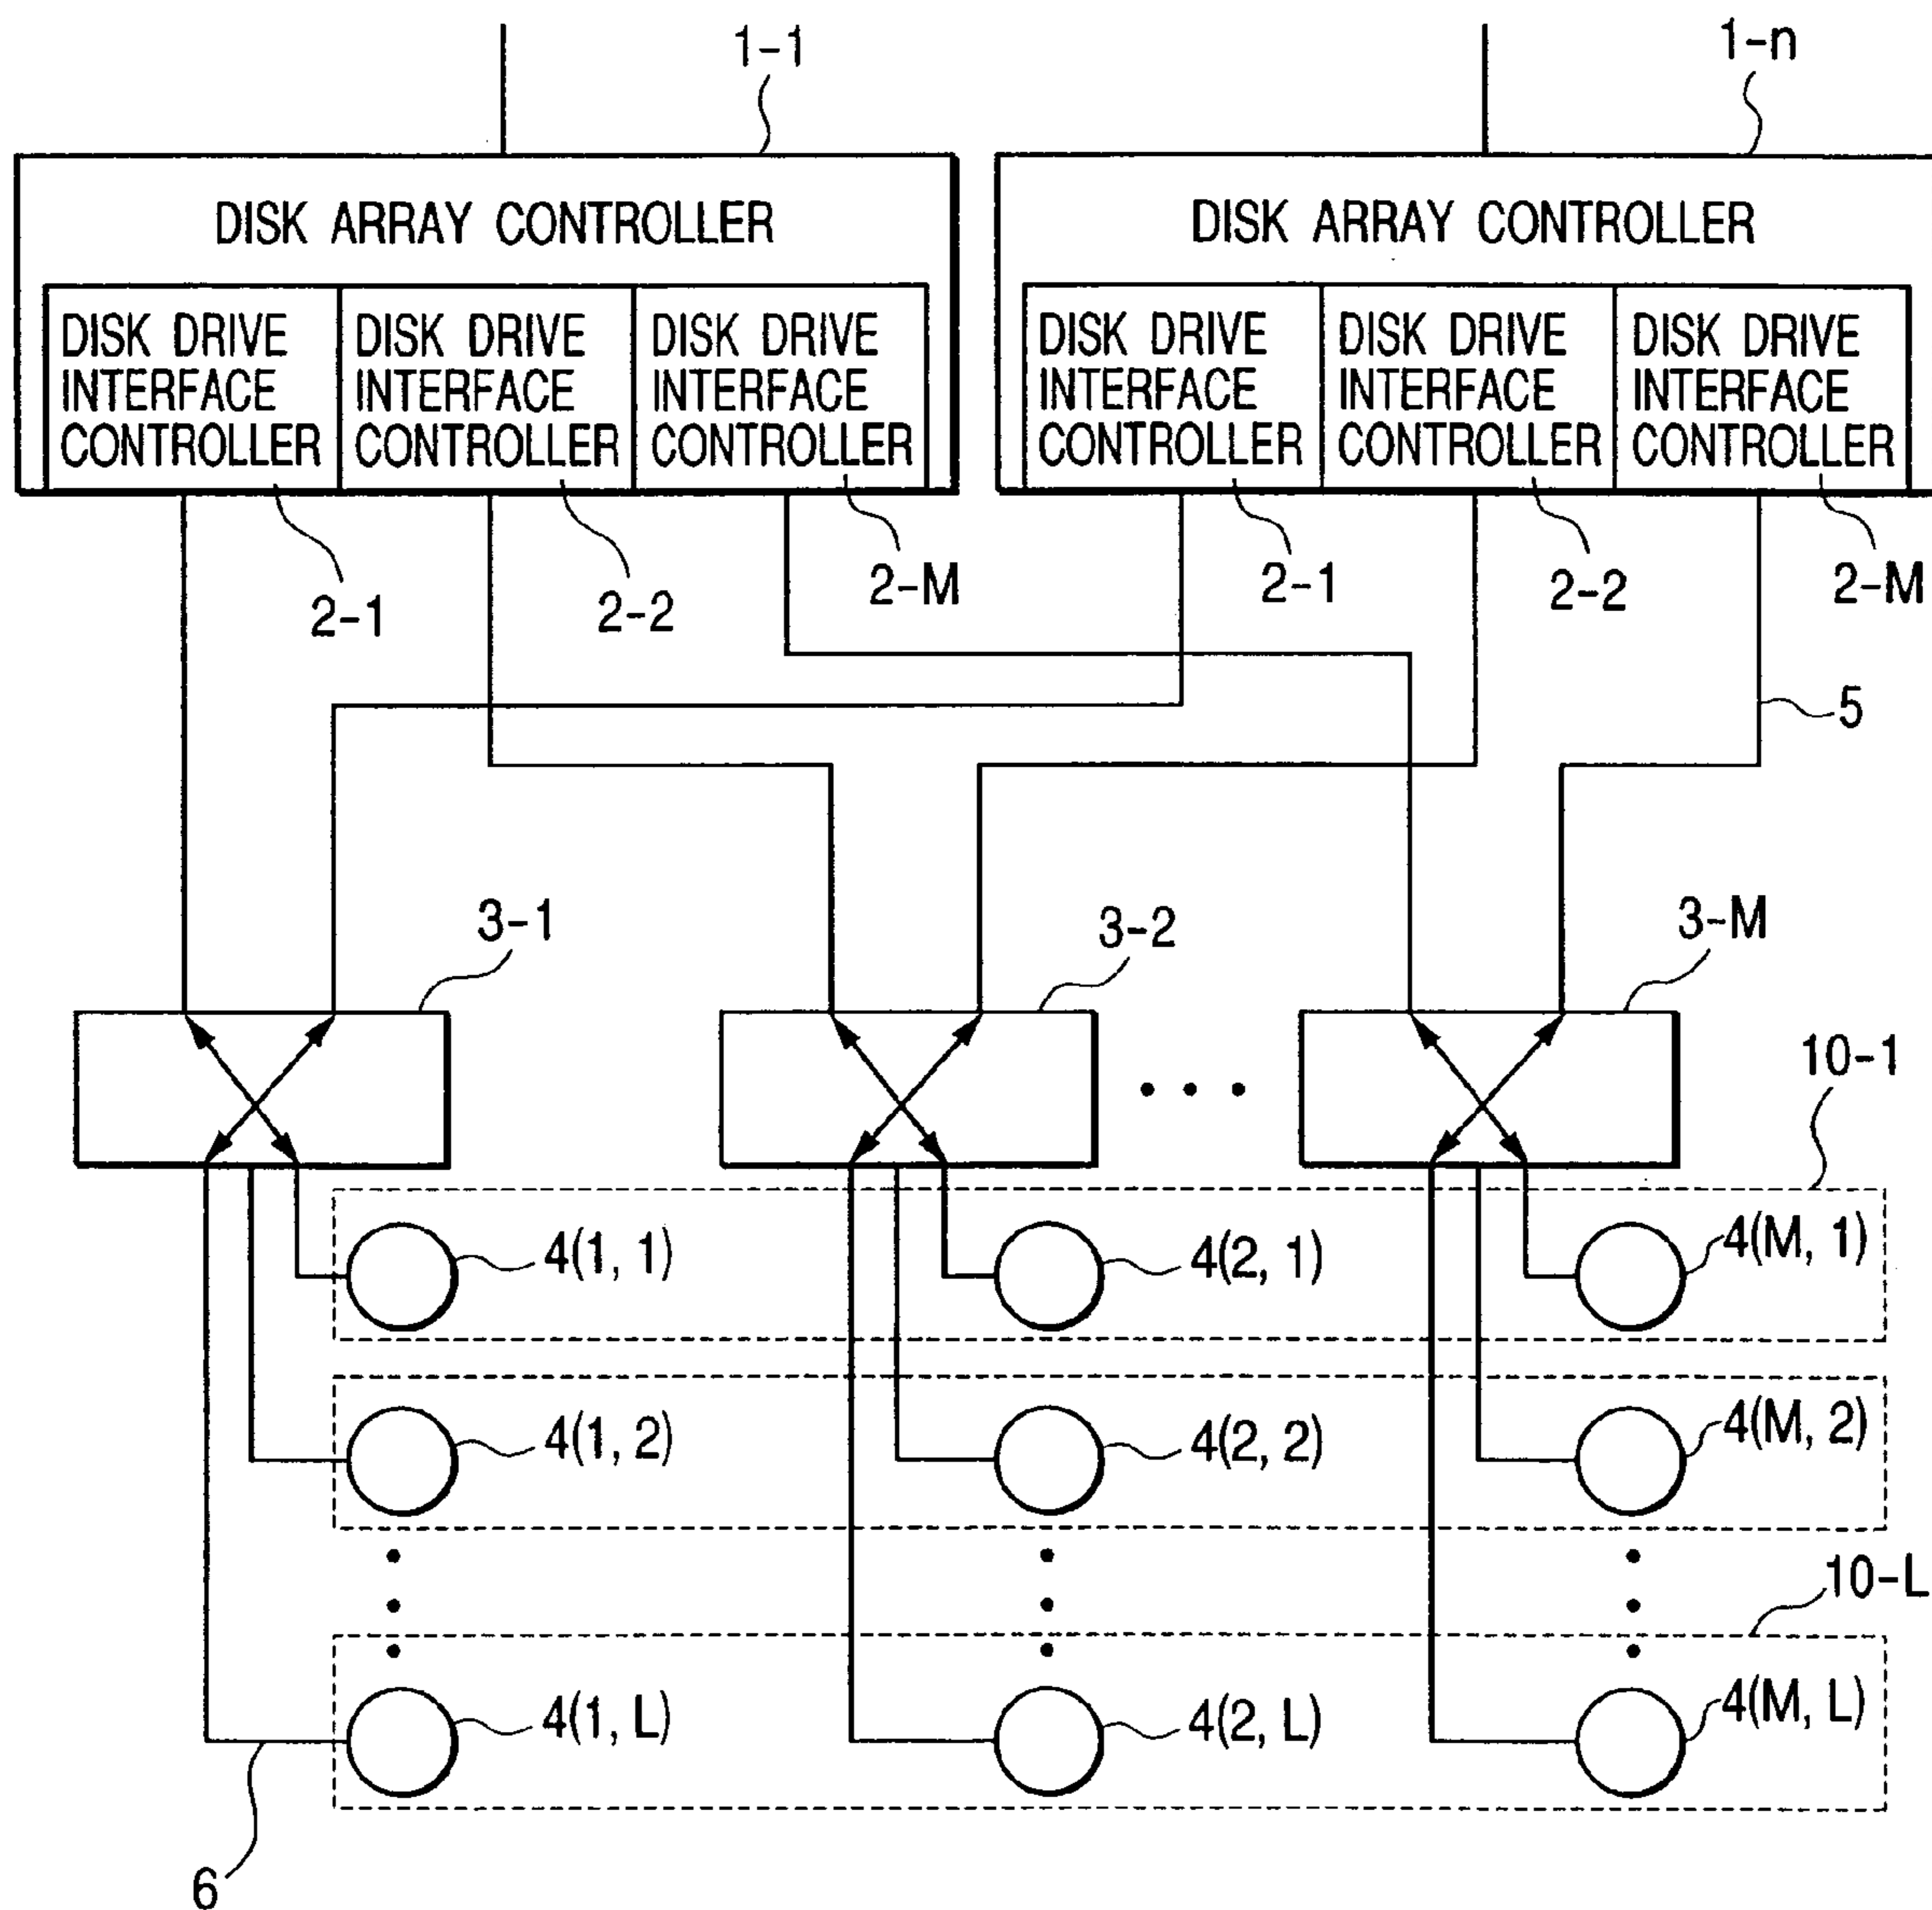 1-1
1-n
DISK ARRAY CONTROLLER
DISK ARRAY CONTROLLER
DISK DRIVE
INTERFACE
CONTROLLER
DISK DRIVE
INTERFACE
CONTROLLER
DISK DRIVE
INTERFACE
CONTROLLER
DISK DRIVE
INTERFACE
CONTROLLER
DISK DRIVE
INTERFACE
CONTROLLER
DISK DRIVE
INTERFACE
CONTROLLER
2-1
2-2
2-M
2-1
2-2
2-M
5
3-1
3-2
3-M
10-1
4(1, 1)
4(2, 1)
4(M, 1)
4(1, 2)
4(2, 2)
4(M, 2)
10-L
4(1, L)
4(2, L)
4(M, L)
6